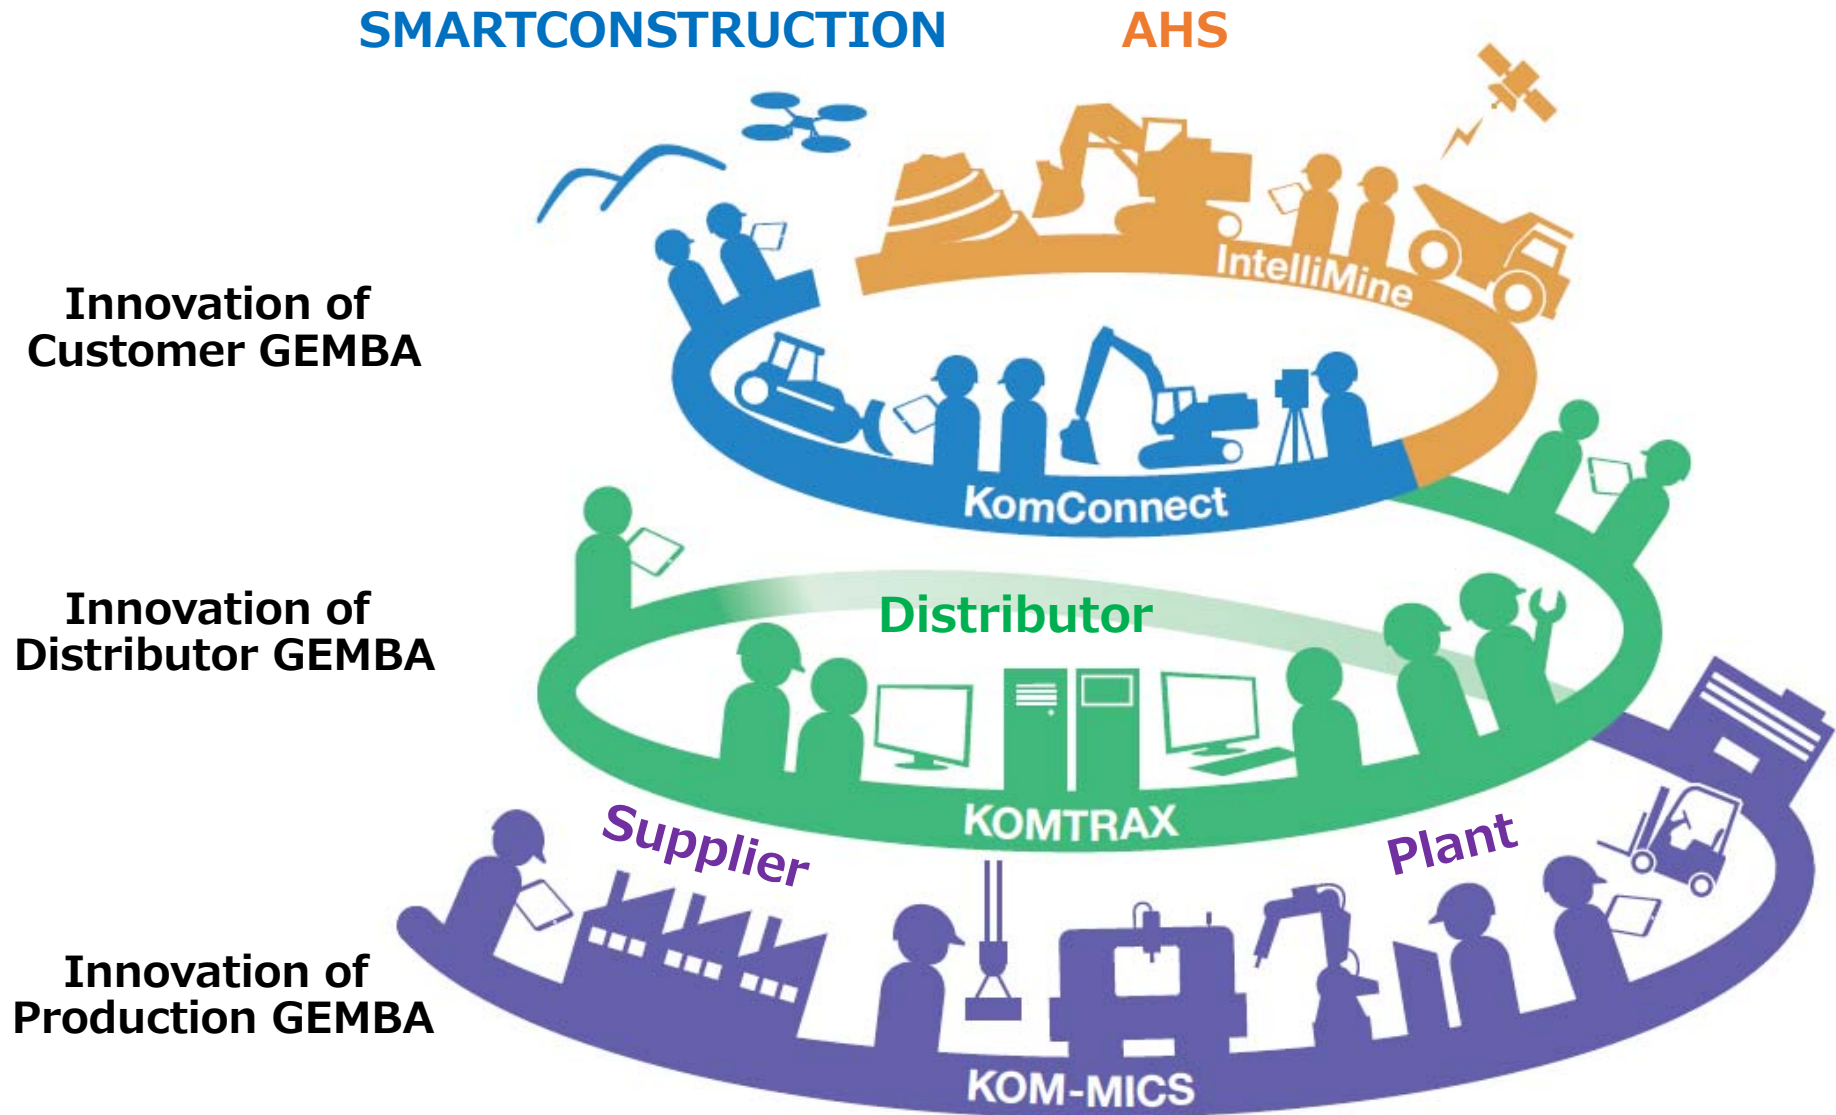 SMARTCONSTRUCTION
AHS
IntelliMine
Innovation of
Customer GEMBA
KomConnect
Innovation of
Distributor GEMBA
Distributor
KOMTRAX
Supplier
Plant
Innovation of
Production GEMBA
KOM-MICS